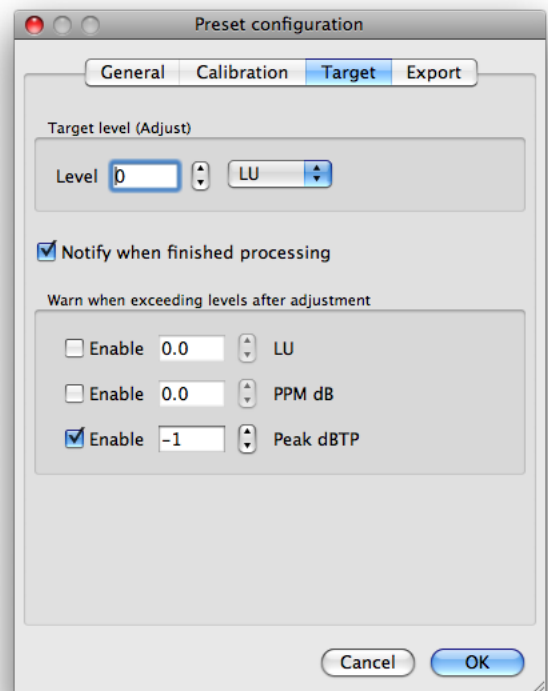 Preset configuration
General Calibration Target Export
Target level (Adjust)
Level 0 LU
Notify when finished processing
Warn when exceeding levels after adjustment
Enable 0.0 LU
Enable 0.0 PPM dB
Enable -1 Peak dBTP
Cancel OK